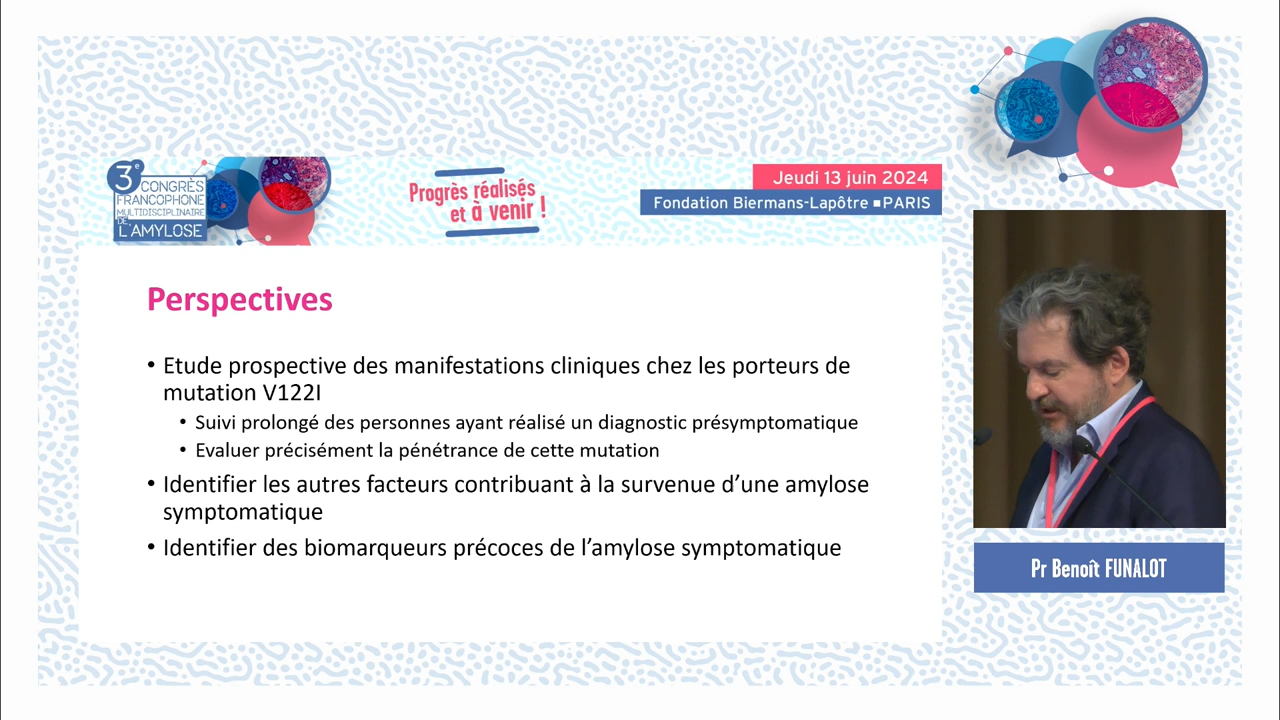 3e
CONGRÈS
FRANCOPHONE
MULTIDISCIPLINAIRE
DE
L'AMYLOSE
Progrès réalisés
et à venir !
Jeudi 13 juin 2024
Fondation Biermans-Lapôtre ■ PARIS
Perspectives
• Etude prospective des manifestations cliniques chez les porteurs de
mutation V122I
• Suivi prolongé des personnes ayant réalisé un diagnostic présymptomatique
• Evaluer précisément la pénétrance de cette mutation
• Identifier les autres facteurs contribuant à la survenue d’une amylose
symptomatique
• Identifier des biomarqueurs précoces de l’amylose symptomatique
Pr Benoît FUNALOT